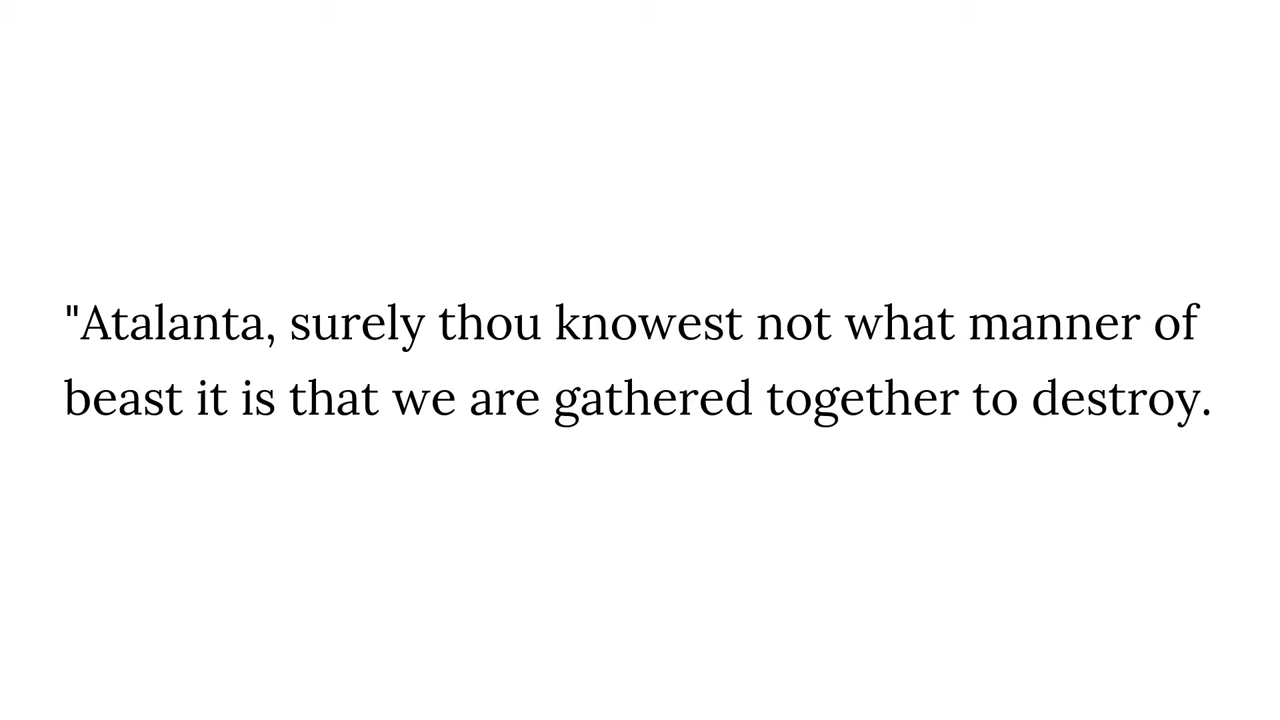 "Atalanta, surely thou knowest not what manner of
beast it is that we are gathered together to destroy.